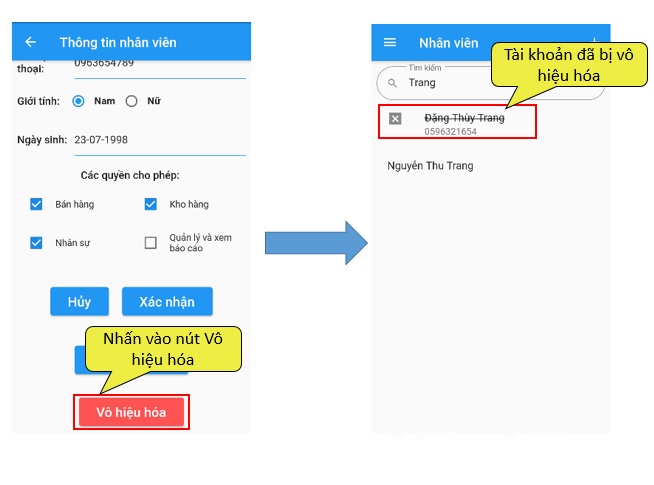 Thông tin nhân viên
thoại:
0963654789
Giới tính:
Nam
Nữ
Ngày sinh:
23-07-1998
Các quyền cho phép:
Bán hàng
Kho hàng
Nhân sự
Quản lý và xem
báo cáo
Hủy
Xác nhận
Nhấn vào nút Vô
hiệu hóa
Vô hiệu hóa
Nhân viên
Tài khoản đã bị vô
hiệu hóa
Tìm kiếm
Trang
Đặng Thùy Trang
0596321654
Nguyễn Thu Trang